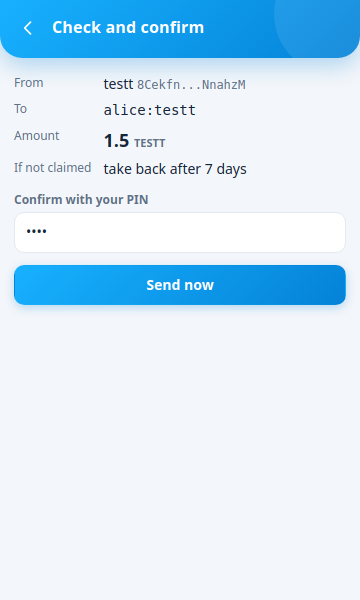 Check and confirm
From testt 8Cekfn...NnahzM
To alice:testt
Amount 1.5 TESTT
If not claimed take back after 7 days
Confirm with your PIN
••••
Send now